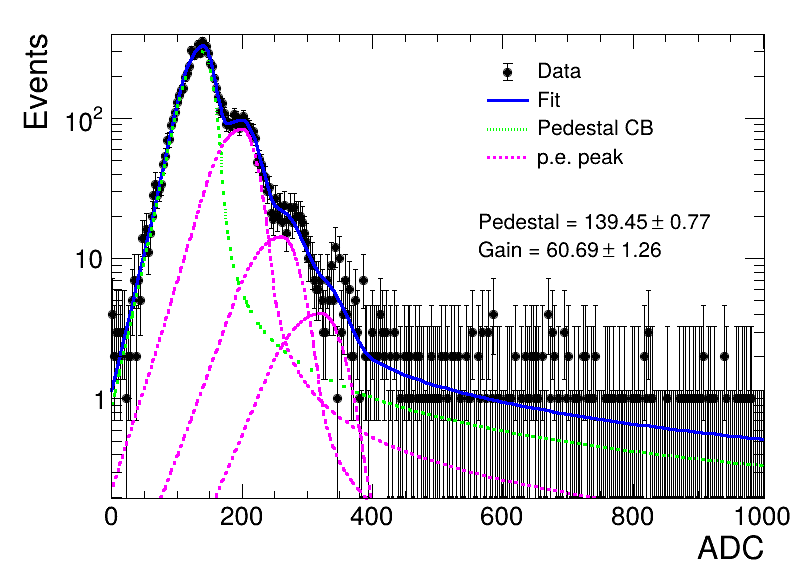 Events
10²
10
1
Data
Fit
Pedestal CB
p.e. peak
Pedestal = 139.45 ± 0.77
Gain = 60.69 ± 1.26
0 200 400 600 800 1000
ADC